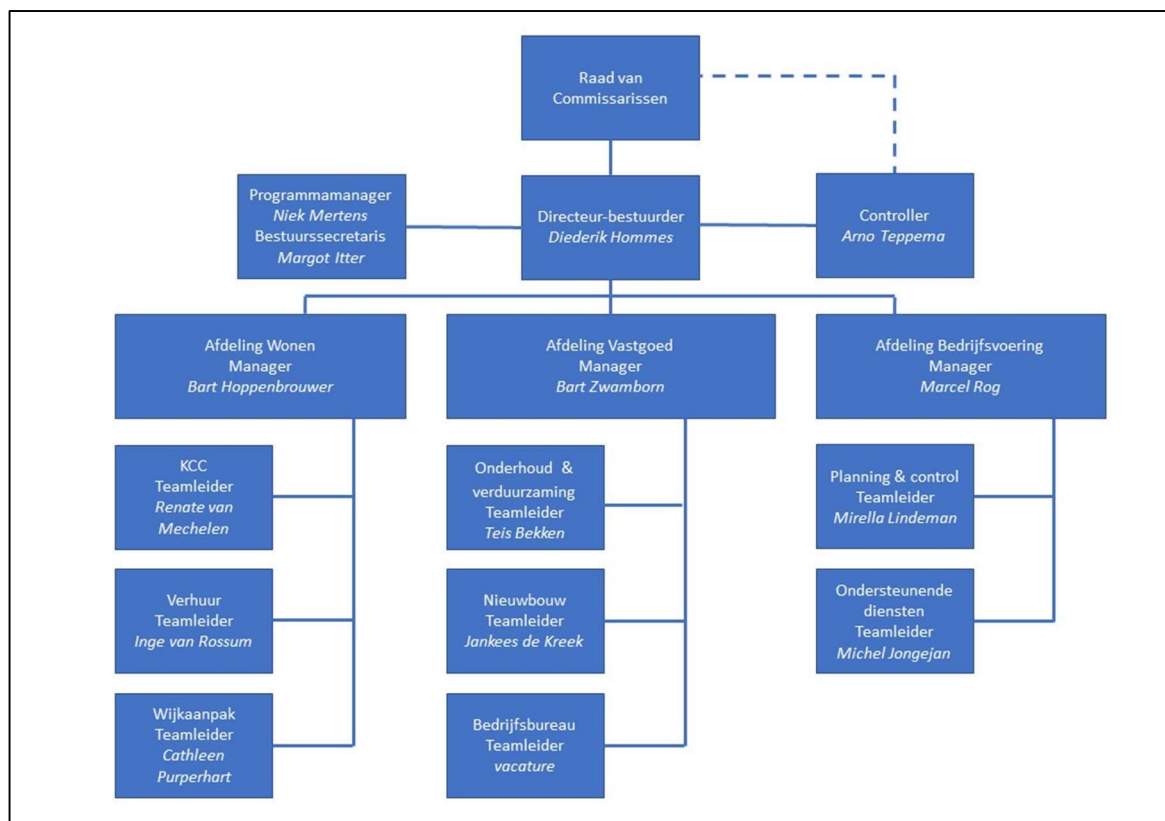 Raad van
Commissarissen
Programmamanager
Niek Mertens
Bestuurssecretaris
Margot Itter
Directeur-bestuurder
Diederik Hommes
Controller
Arno Teppema
Afdeling Wonen
Manager
Bart Hoppenbrouwer
Afdeling Vastgoed
Manager
Bart Zwamborn
Afdeling Bedrijfsvoering
Manager
Marcel Rog
KCC
Teamleider
Renate van
Mechelen
Onderhoud &
verduurzaming
Teamleider
Teis Bekken
Planning & control
Teamleider
Mirella Lindeman
Verhuur
Teamleider
Inge van Rossum
Nieuwbouw
Teamleider
Jankees de Kreek
Ondersteunende
diensten
Teamleider
Michel Jongejan
Wijkaanpak
Teamleider
Cathleen
Purperhart
Bedrijfsbureau
Teamleider
vacature